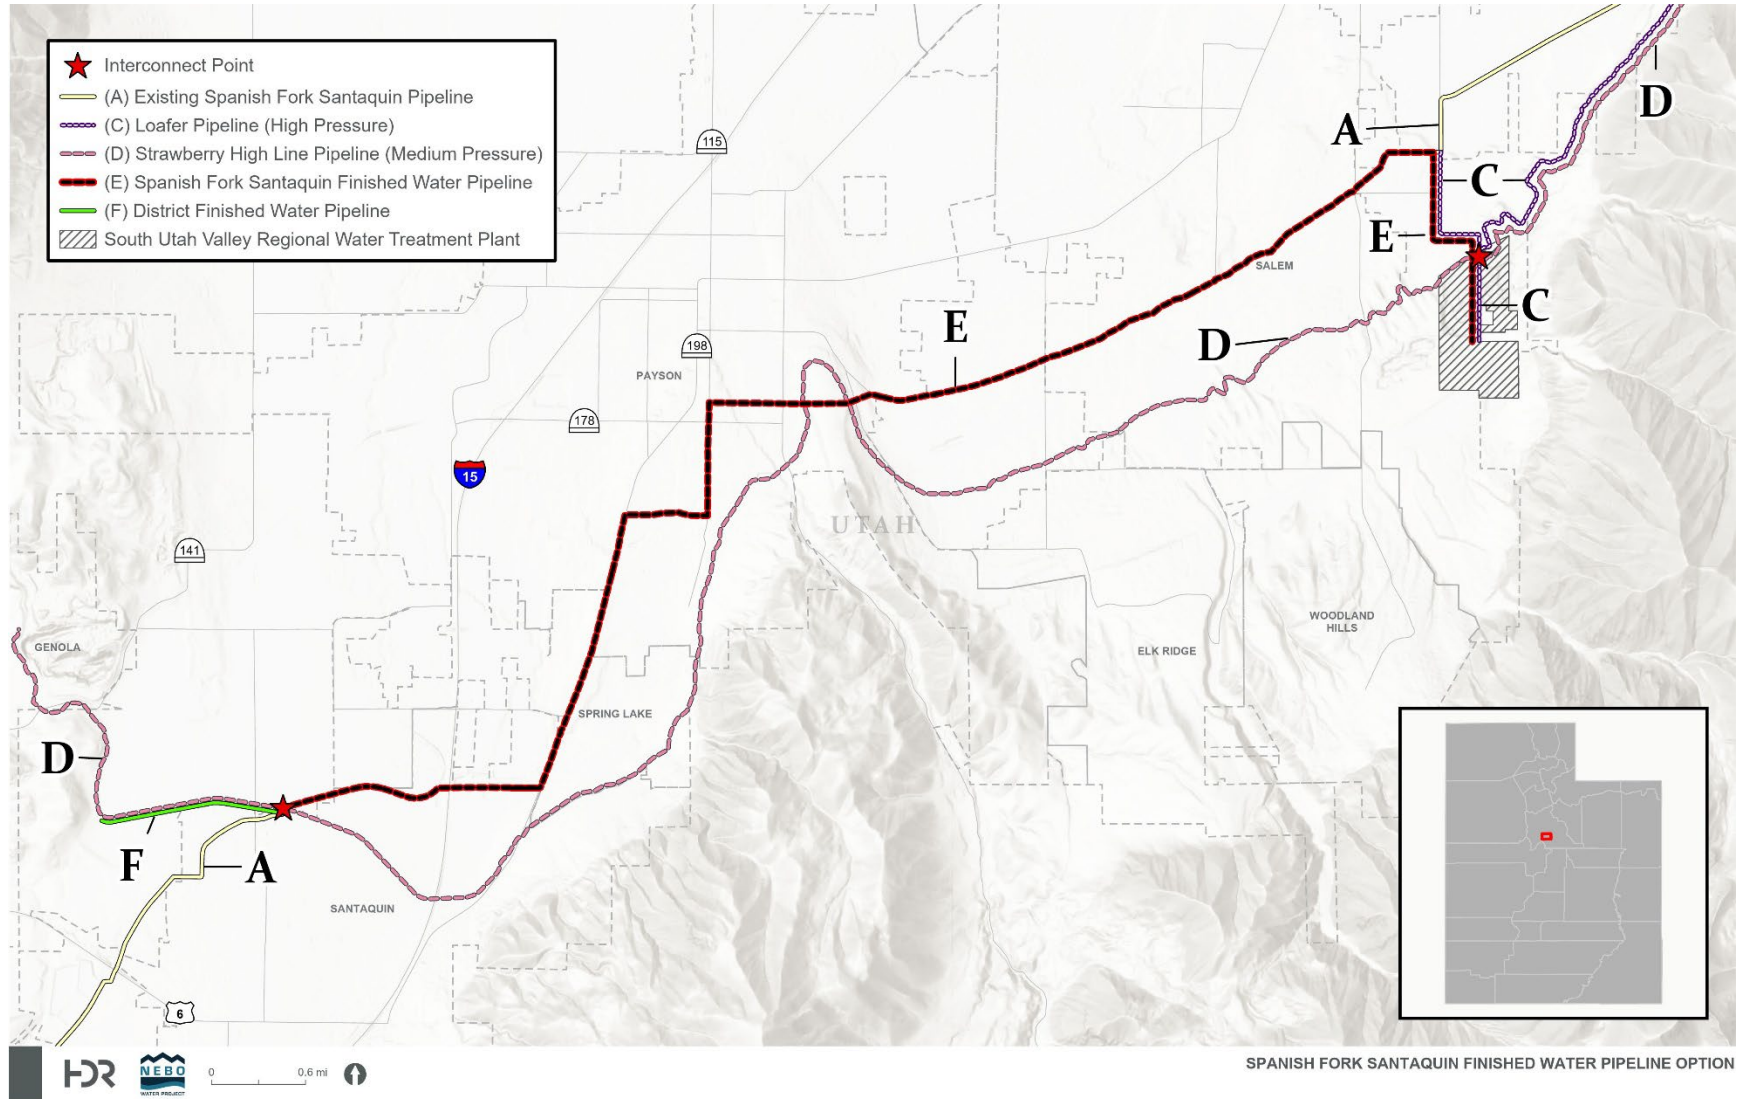 Interconnect Point
(A) Existing Spanish Fork Santaquin Pipeline
(C) Loafer Pipeline (High Pressure)
(D) Strawberry High Line Pipeline (Medium Pressure)
(E) Spanish Fork Santaquin Finished Water Pipeline
(F) District Finished Water Pipeline
South Utah Valley Regional Water Treatment Plant
D
A
115
C
E
SALEM
C
E
D
198
PAYSON
178
15
UTAH
141
WOODLAND
HILLS
GENOLA
ELK RIDGE
SPRING LAKE
D
F
A
SANTAQUIN
6
HDR
NEBO
WATER PROJECT
0
0.6 mi
SPANISH FORK SANTAQUIN FINISHED WATER PIPELINE OPTION